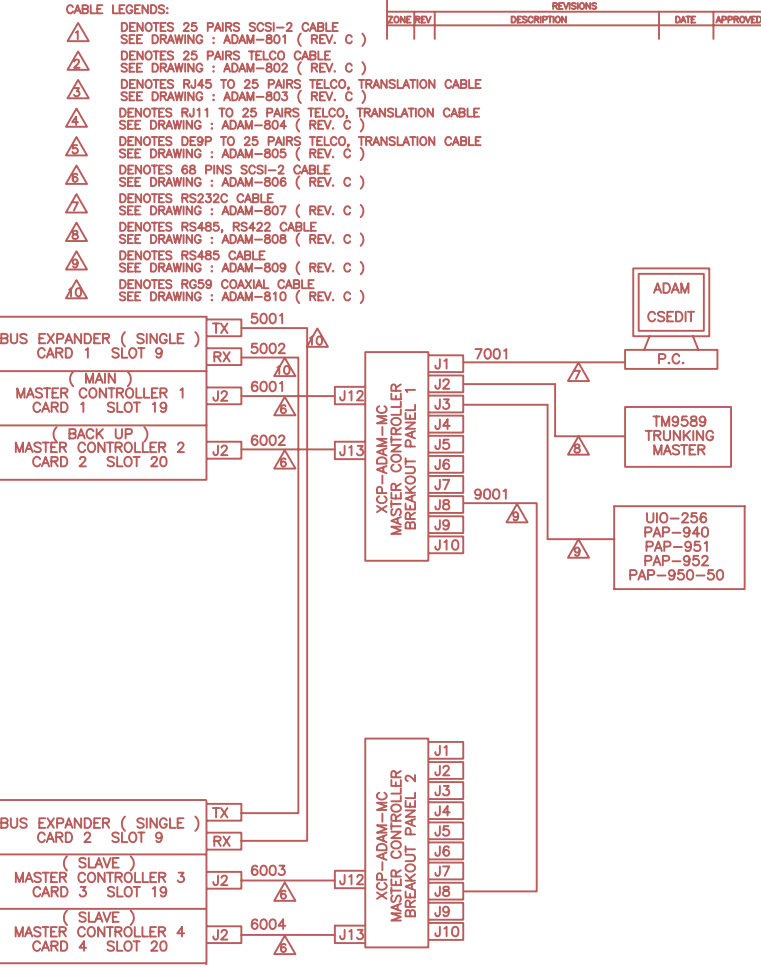 CABLE LEGENDS:
1 DENOTES 25 PAIRS SCSI-2 CABLE
SEE DRAWING : ADAM-801 ( REV. C )
2 DENOTES 25 PAIRS TELCO CABLE
SEE DRAWING : ADAM-802 ( REV. C )
3 DENOTES RJ45 TO 25 PAIRS TELCO, TRANSLATION CABLE
SEE DRAWING : ADAM-803 ( REV. C )
4 DENOTES RJ11 TO 25 PAIRS TELCO, TRANSLATION CABLE
SEE DRAWING : ADAM-804 ( REV. C )
5 DENOTES DE9P TO 25 PAIRS TELCO, TRANSLATION CABLE
SEE DRAWING : ADAM-805 ( REV. C )
6 DENOTES 68 PINS SCSI-2 CABLE
SEE DRAWING : ADAM-806 ( REV. C )
7 DENOTES RS232C CABLE
SEE DRAWING : ADAM-807 ( REV. C )
8 DENOTES RS485, RS422 CABLE
SEE DRAWING : ADAM-808 ( REV. C )
9 DENOTES RS485 CABLE
SEE DRAWING : ADAM-809 ( REV. C )
10 DENOTES RG59 COAXIAL CABLE
SEE DRAWING : ADAM-810 ( REV. C )
REVISIONS
ZONE REV DESCRIPTION DATE APPROVED
BUS EXPANDER ( SINGLE )
CARD 1 SLOT 9
TX 5001
10
RX 5002
10
( MAIN )
MASTER CONTROLLER 1
CARD 1 SLOT 19
J2 6001
6
J12
( BACK UP )
MASTER CONTROLLER 2
CARD 2 SLOT 20
J2 6002
6
J13
XCP-ADAM-MC
MASTER CONTROLLER
BREAKOUT PANEL 1
J1
J2
J3
J4
J5
J6
J7
J8
J9
J10
7001
7
8
9001
9
9
ADAM
CSEDIT
P.C.
TM9589
TRUNKING
MASTER
UIO-256
PAP-940
PAP-951
PAP-952
PAP-950-50
BUS EXPANDER ( SINGLE )
CARD 2 SLOT 9
TX
RX
( SLAVE )
MASTER CONTROLLER 3
CARD 3 SLOT 19
J2 6003
6
J12
( SLAVE )
MASTER CONTROLLER 4
CARD 4 SLOT 20
J2 6004
6
J13
XCP-ADAM-MC
MASTER CONTROLLER
BREAKOUT PANEL 2
J1
J2
J3
J4
J5
J6
J7
J8
J9
J10